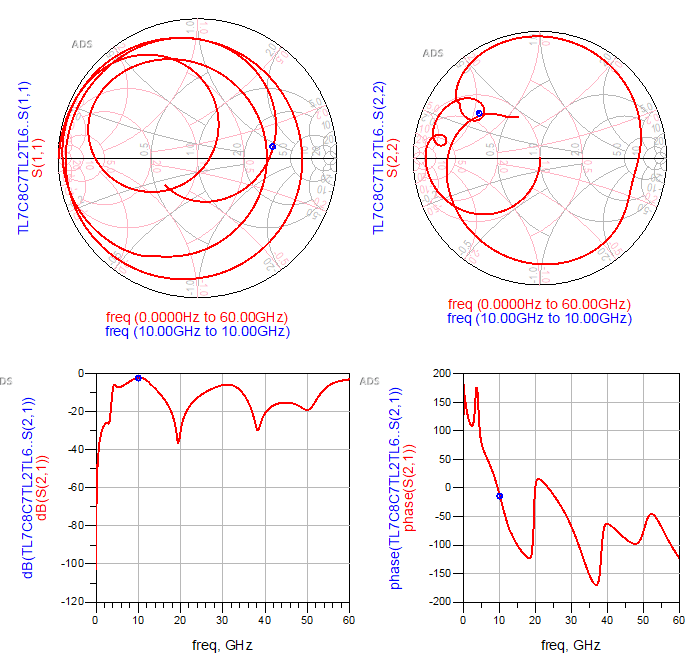 ADS
TL7C8C7TL2TL6..S(1,1)
S(1,1)
freq (0.0000Hz to 60.00GHz)
freq (10.00GHz to 10.00GHz)
ADS
TL7C8C7TL2TL6..S(2,2)
S(2,2)
freq (0.0000Hz to 60.00GHz)
freq (10.00GHz to 10.00GHz)
DS
dB(TL7C8C7TL2TL6..S(2,1))
dB(S(2,1))
0
-20
-40
-60
-80
-100
-120
0 10 20 30 40 50 60
freq, GHz
ADS
phase(TL7C8C7TL2TL6..S(2,1))
phase(S(2,1))
200
150
100
50
0
-50
-100
-150
-200
0 10 20 30 40 50 60
freq, GHz